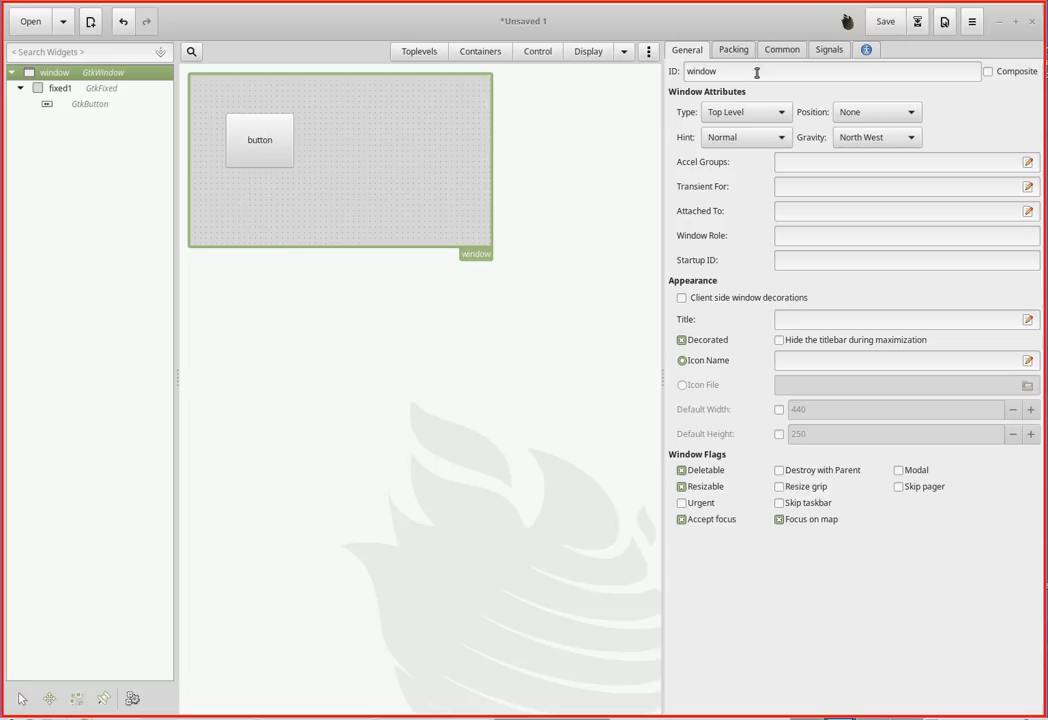 Open
*Unsaved 1
Save
< Search Widgets >
Toplevels
Containers
Control
Display
window GtkWindow
fixed1 GtkFixed
GtkButton
button
window
General
Packing
Common
Signals
ID:
window
Composite
Window Attributes
Type:
Top Level
Position:
None
Hint:
Normal
Gravity:
North West
Accel Groups:
Transient For:
Attached To:
Window Role:
Startup ID:
Appearance
Client side window decorations
Title:
Decorated
Hide the titlebar during maximization
Icon Name
Icon File
Default Width:
440
Default Height:
250
Window Flags
Deletable
Destroy with Parent
Modal
Resizable
Resize grip
Skip pager
Urgent
Skip taskbar
Accept focus
Focus on map